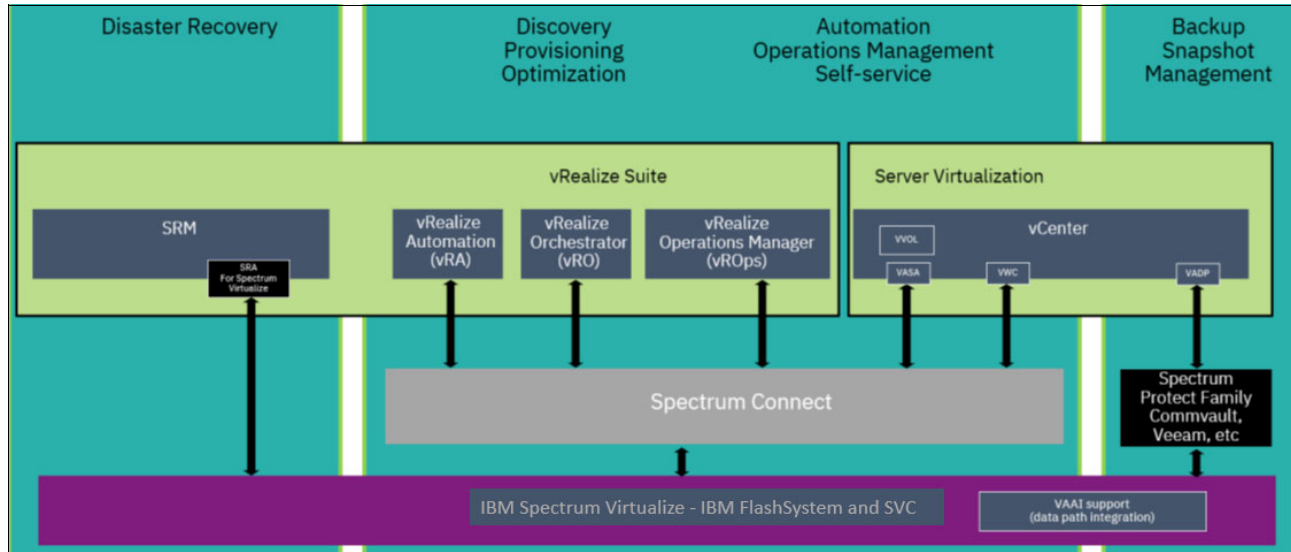 Disaster Recovery
Discovery
Provisioning
Optimization
Automation
Operations Management
Self-service
Backup
Snapshot
Management
vRealize Suite
Server Virtualization
SRM
SRA
For Spectrum
Virtualize
vRealize
Automation
(vRA)
vRealize
Orchestrator
(vRO)
vRealize
Operations Manager
(vROps)
vCenter
VVOL
VASA
VWC
VADP
Spectrum Connect
Spectrum
Protect Family
Commvault,
Veeam, etc
IBM Spectrum Virtualize - IBM FlashSystem and SVC
VAAI support
(data path integration)